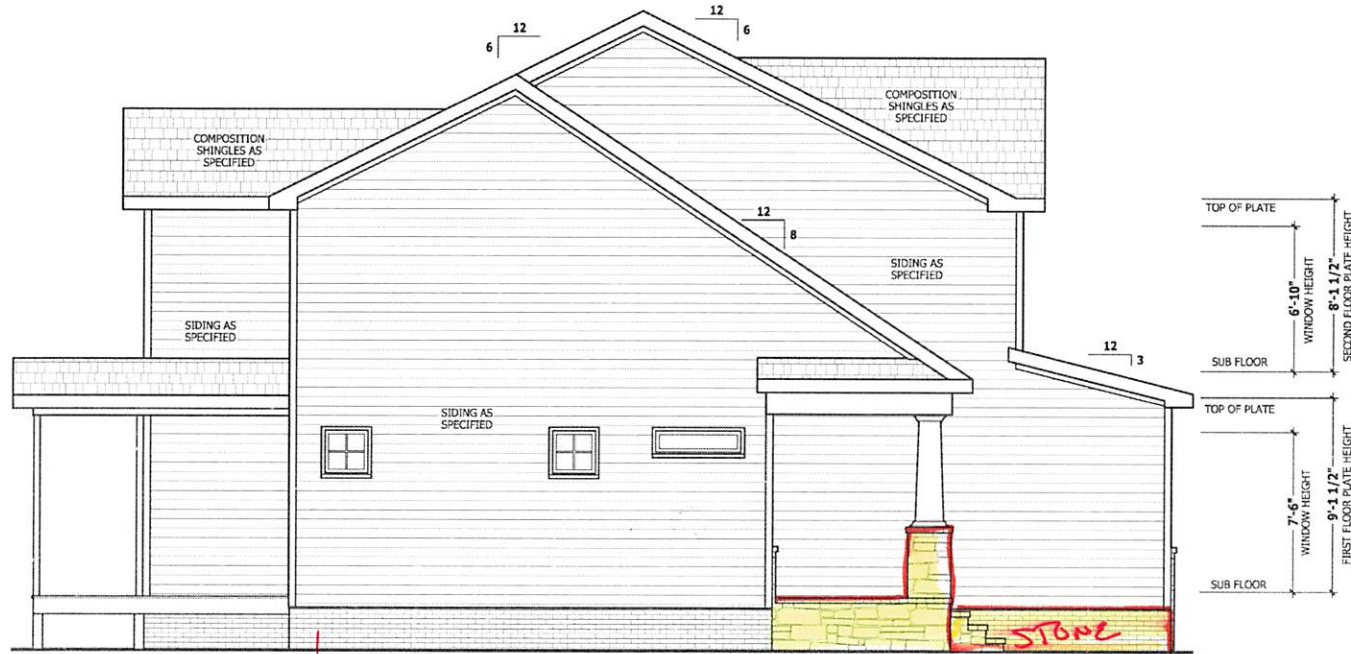 12
6
12
6
COMPOSITION
SHINGLES AS
SPECIFIED
COMPOSITION
SHINGLES AS
SPECIFIED
12
8
SIDING AS
SPECIFIED
SIDING AS
SPECIFIED
SIDING AS
SPECIFIED
12
3
STONE
TOP OF PLATE
SUB FLOOR
TOP OF PLATE
SUB FLOOR
6'-10"
WINDOW HEIGHT
8'-1 1/2"
SECOND FLOOR PLATE HEIGHT
7'-6"
WINDOW HEIGHT
9'-1 1/2"
FIRST FLOOR PLATE HEIGHT